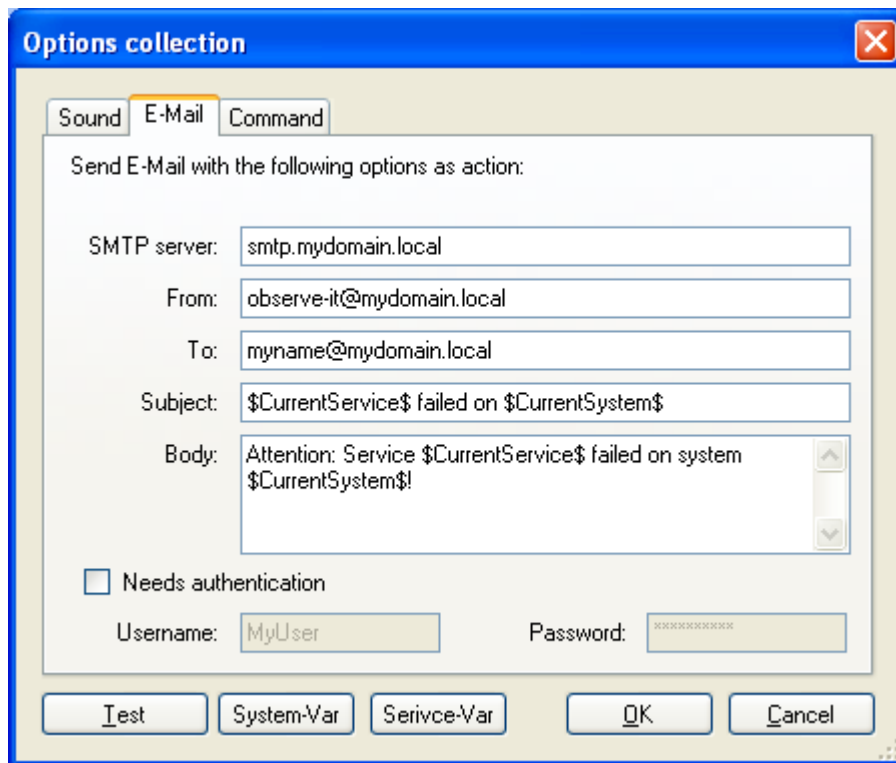 Options collection
Sound E-Mail Command
Send E-Mail with the following options as action:
SMTP server: smtp.mydomain.local
From: observe-it@mydomain.local
To: myname@mydomain.local
Subject: $CurrentService$ failed on $CurrentSystem$
Body: Attention: Service $CurrentService$ failed on system
$CurrentSystem$!
Needs authentication
Username: MyUser Password: **********
Test System-Var Serivce-Var OK Cancel